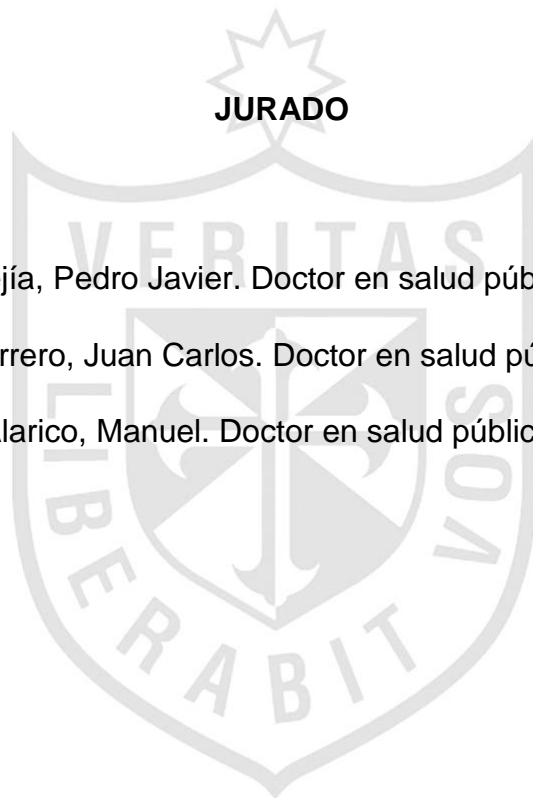 JURADO
jía, Pedro Javier. Doctor en salud púb
rrero, Juan Carlos. Doctor en salud pú
larico, Manuel. Doctor en salud públic
VERITAS
LIBERABIT VOS